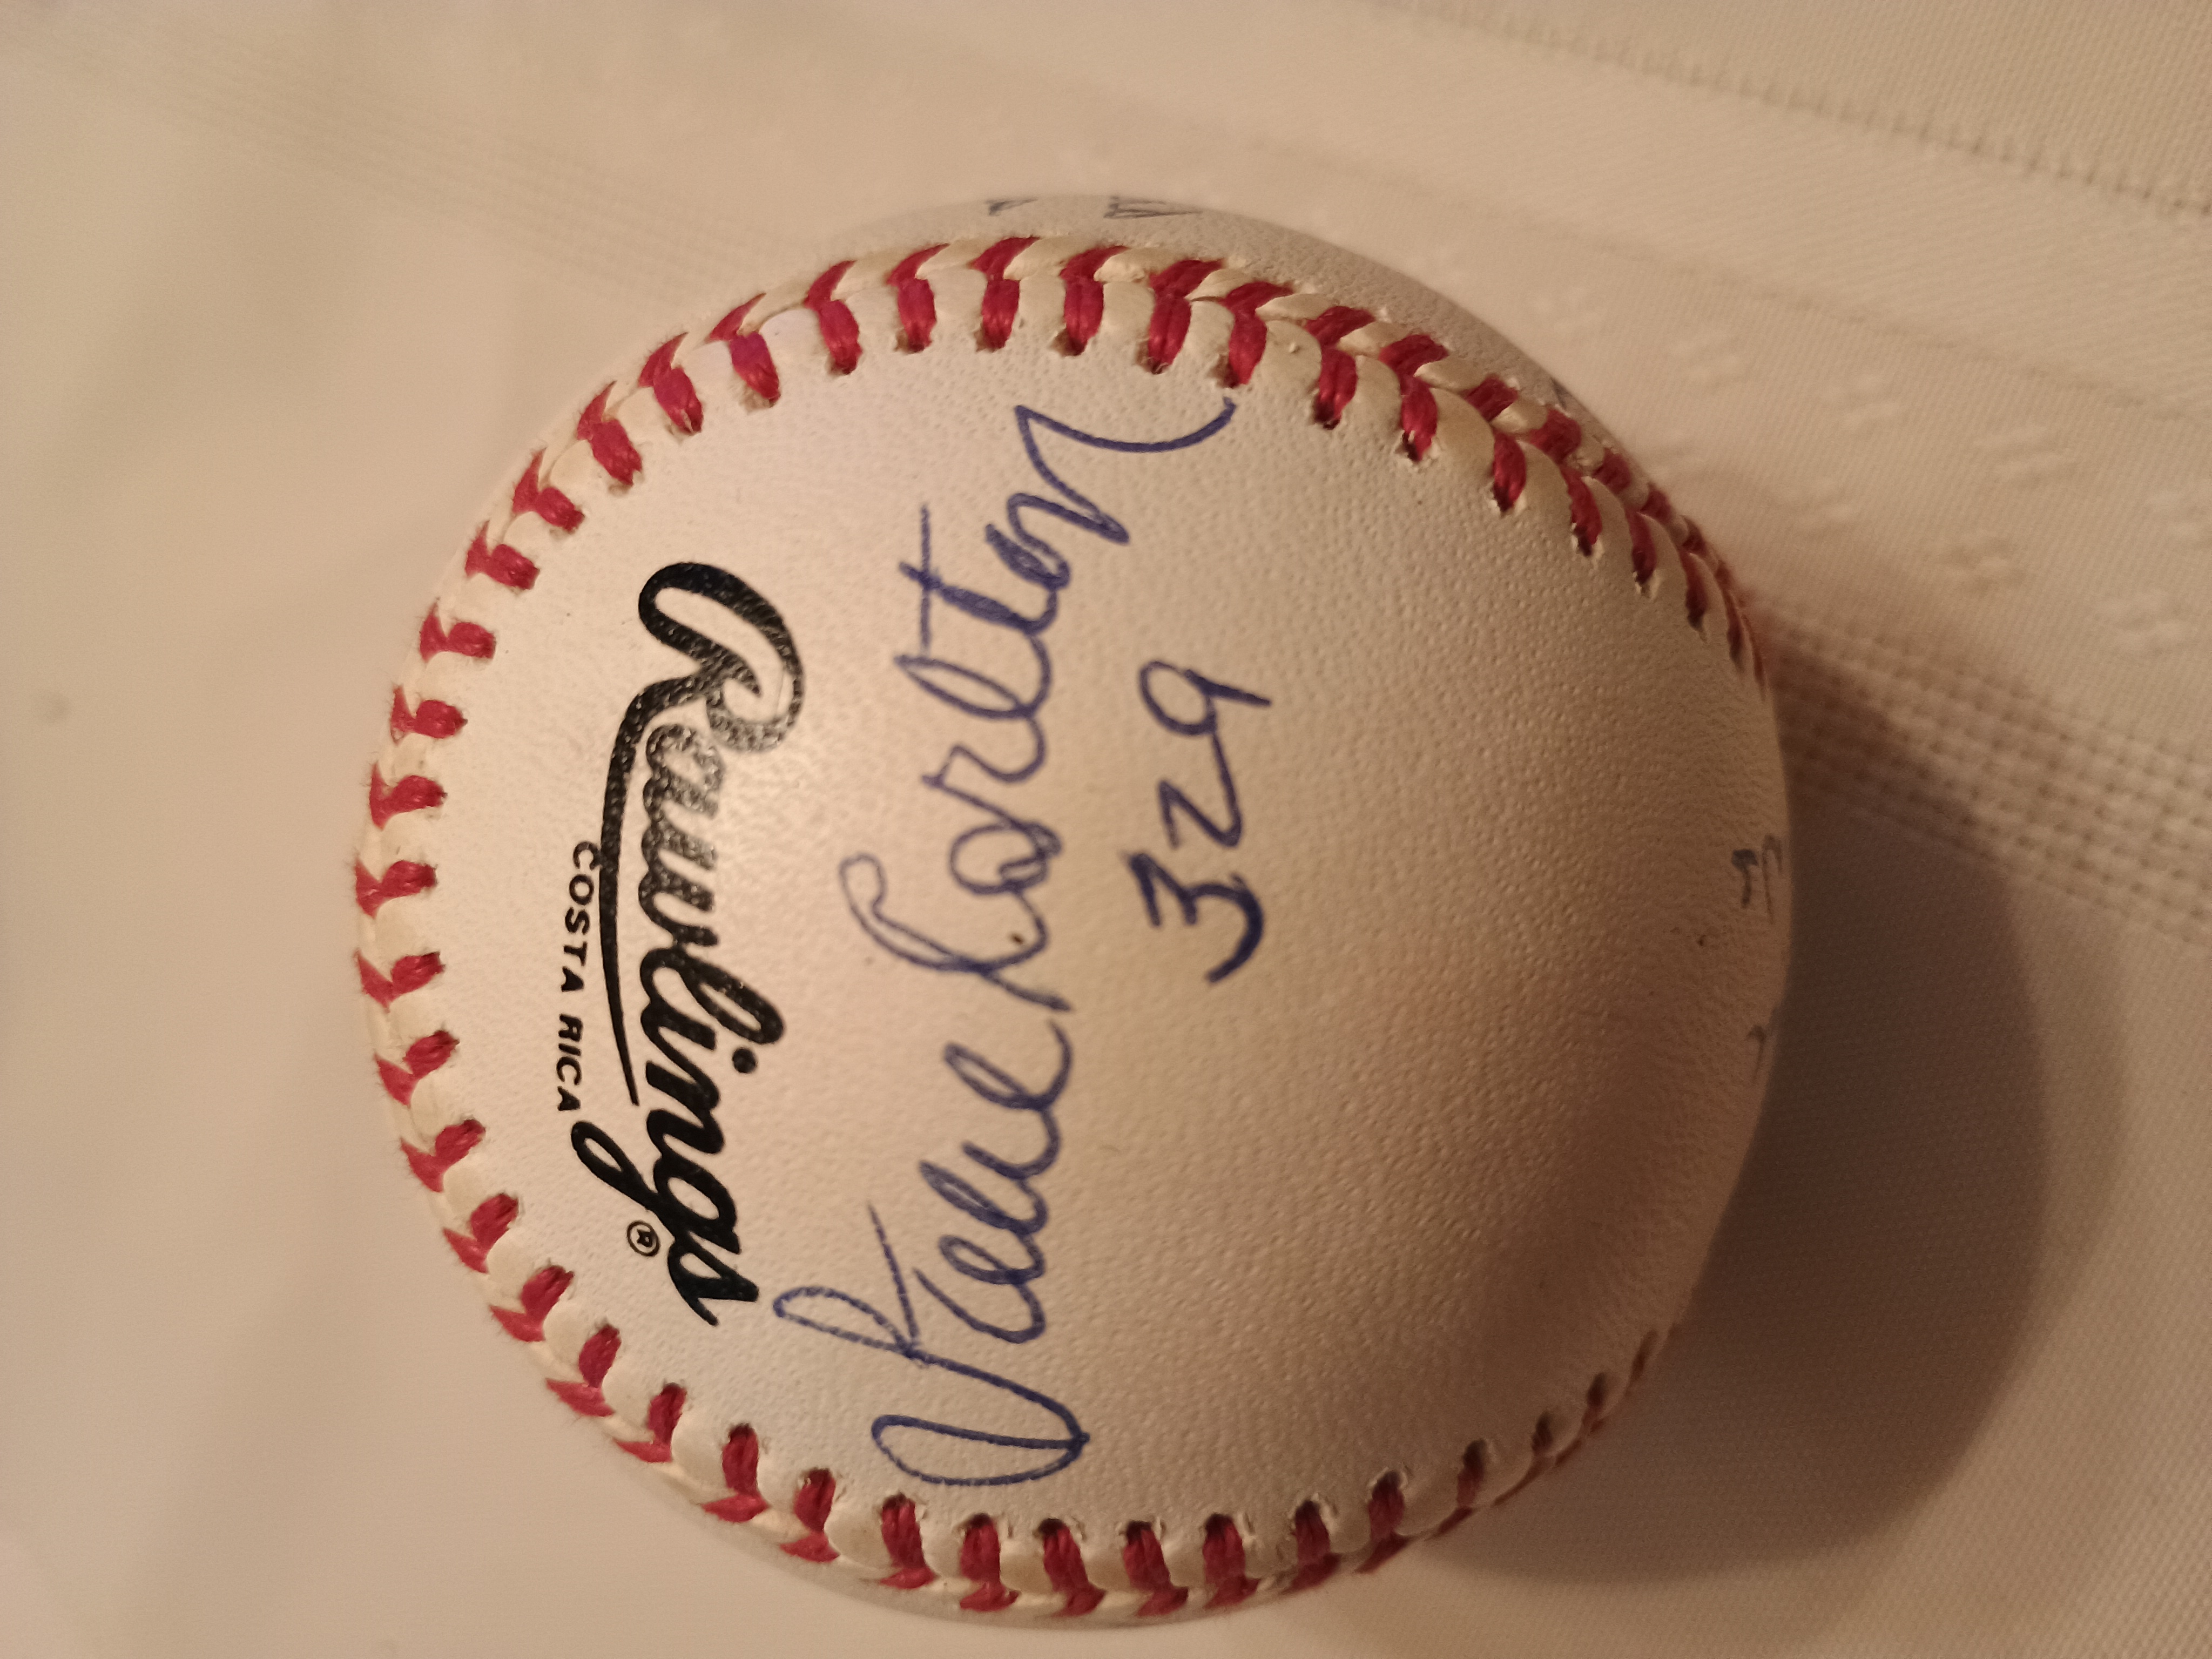 Rawlings®
COSTA RICA
Steve Carlton
329